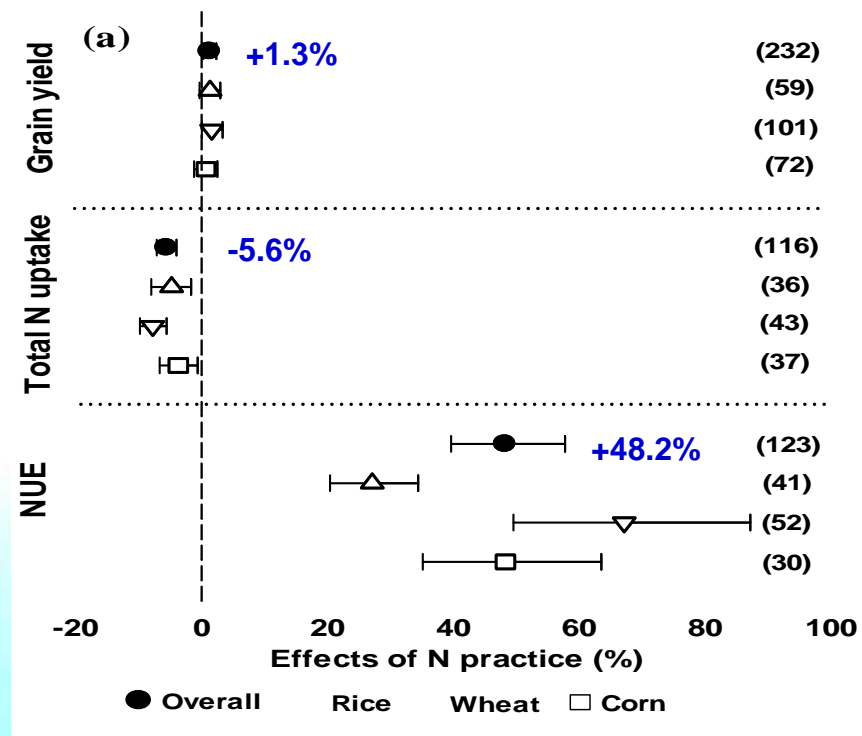 (a)
Grain yield
+1.3%
(232)
(59)
(101)
(72)
Total N uptake
-5.6%
(116)
(36)
(43)
(37)
NUE
+48.2%
(123)
(41)
(52)
(30)
-20 0 20 40 60 80 100
Effects of N practice (%)
Overall Rice Wheat Corn